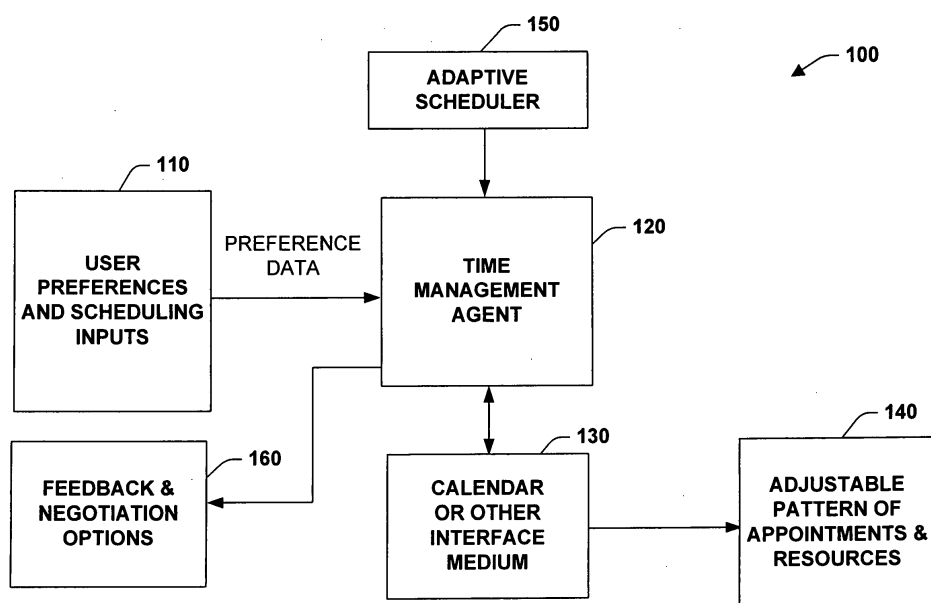 150
100
ADAPTIVE
SCHEDULER
110
120
PREFERENCE
DATA
USER
PREFERENCES
AND SCHEDULING
INPUTS
TIME
MANAGEMENT
AGENT
160
130
140
FEEDBACK &
NEGOTIATION
OPTIONS
CALENDAR
OR OTHER
INTERFACE
MEDIUM
ADJUSTABLE
PATTERN OF
APPOINTMENTS &
RESOURCES